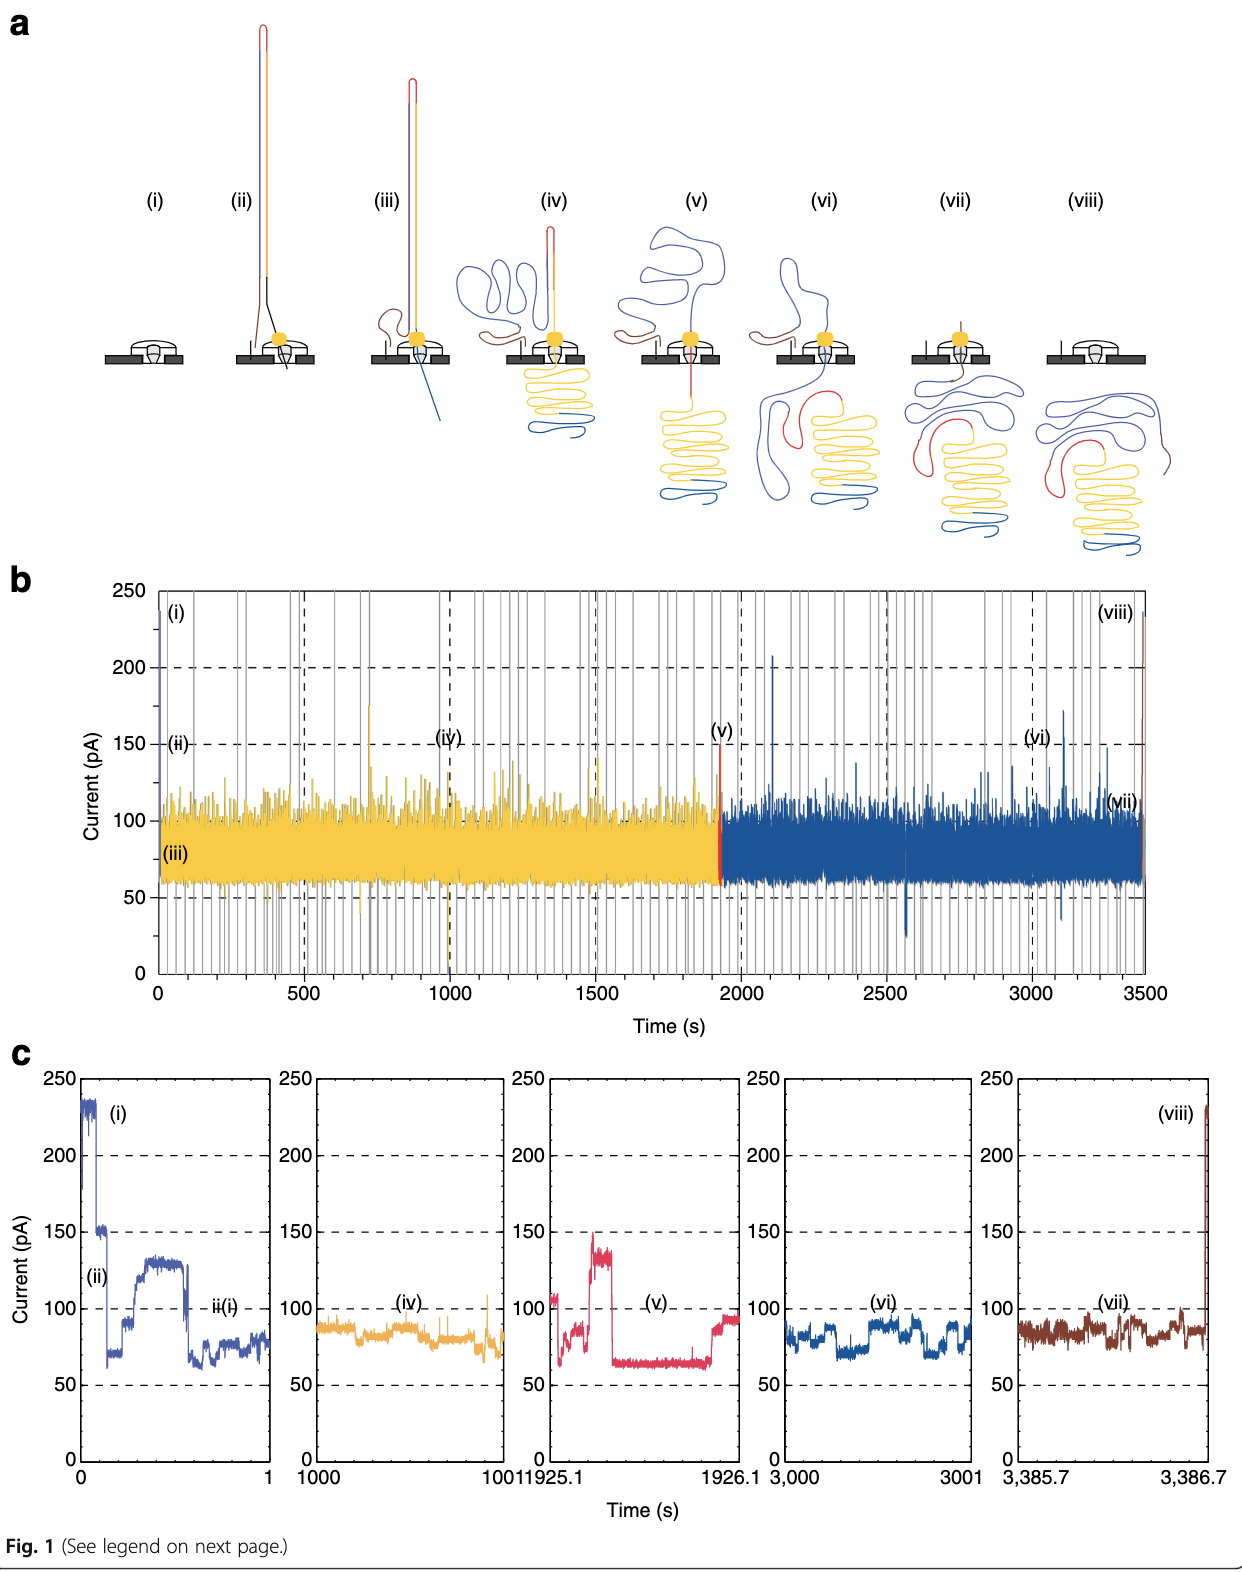 a
(i) (ii) (iii) (iv) (v) (vi) (vii) (viii)
b
250
200
150
100
50
0
Current (pA)
(i) (ii) (iii) (iv) (v) (vi) (vii) (viii)
0 500 1000 1500 2000 2500 3000 3500
Time (s)
c
250 250 250 250 250
200 200 200 200 200
150 150 150 150 150
100 100 100 100 100
50 50 50 50 50
0 0 0 0 0
Current (pA)
(i) (ii) ii(i) (iv) (v) (vi) (vii) (viii)
0 1 1000 1001 1925.1 1926.1 3,000 3001 3,385.7 3,386.7
Time (s)
Fig. 1 (See legend on next page.)